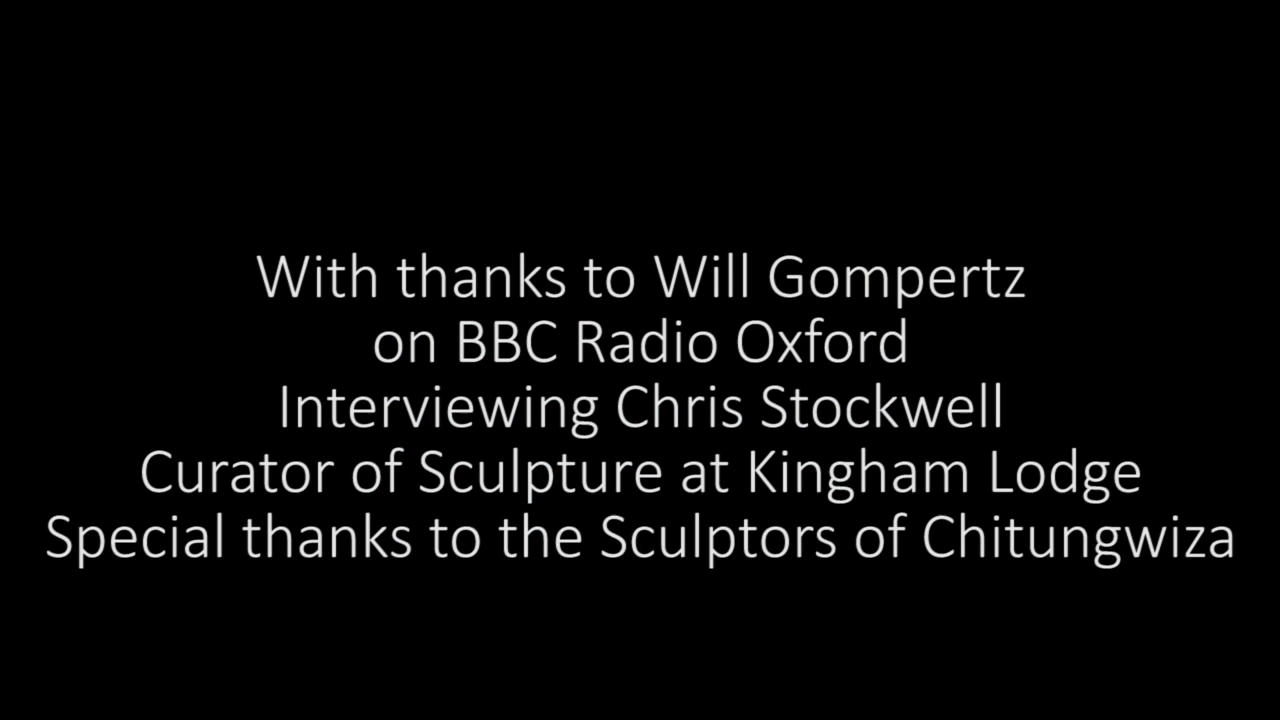 With thanks to Will Gompertz
on BBC Radio Oxford
Interviewing Chris Stockwell
Curator of Sculpture at Kingham Lodge
Special thanks to the Sculptors of Chitungwiza